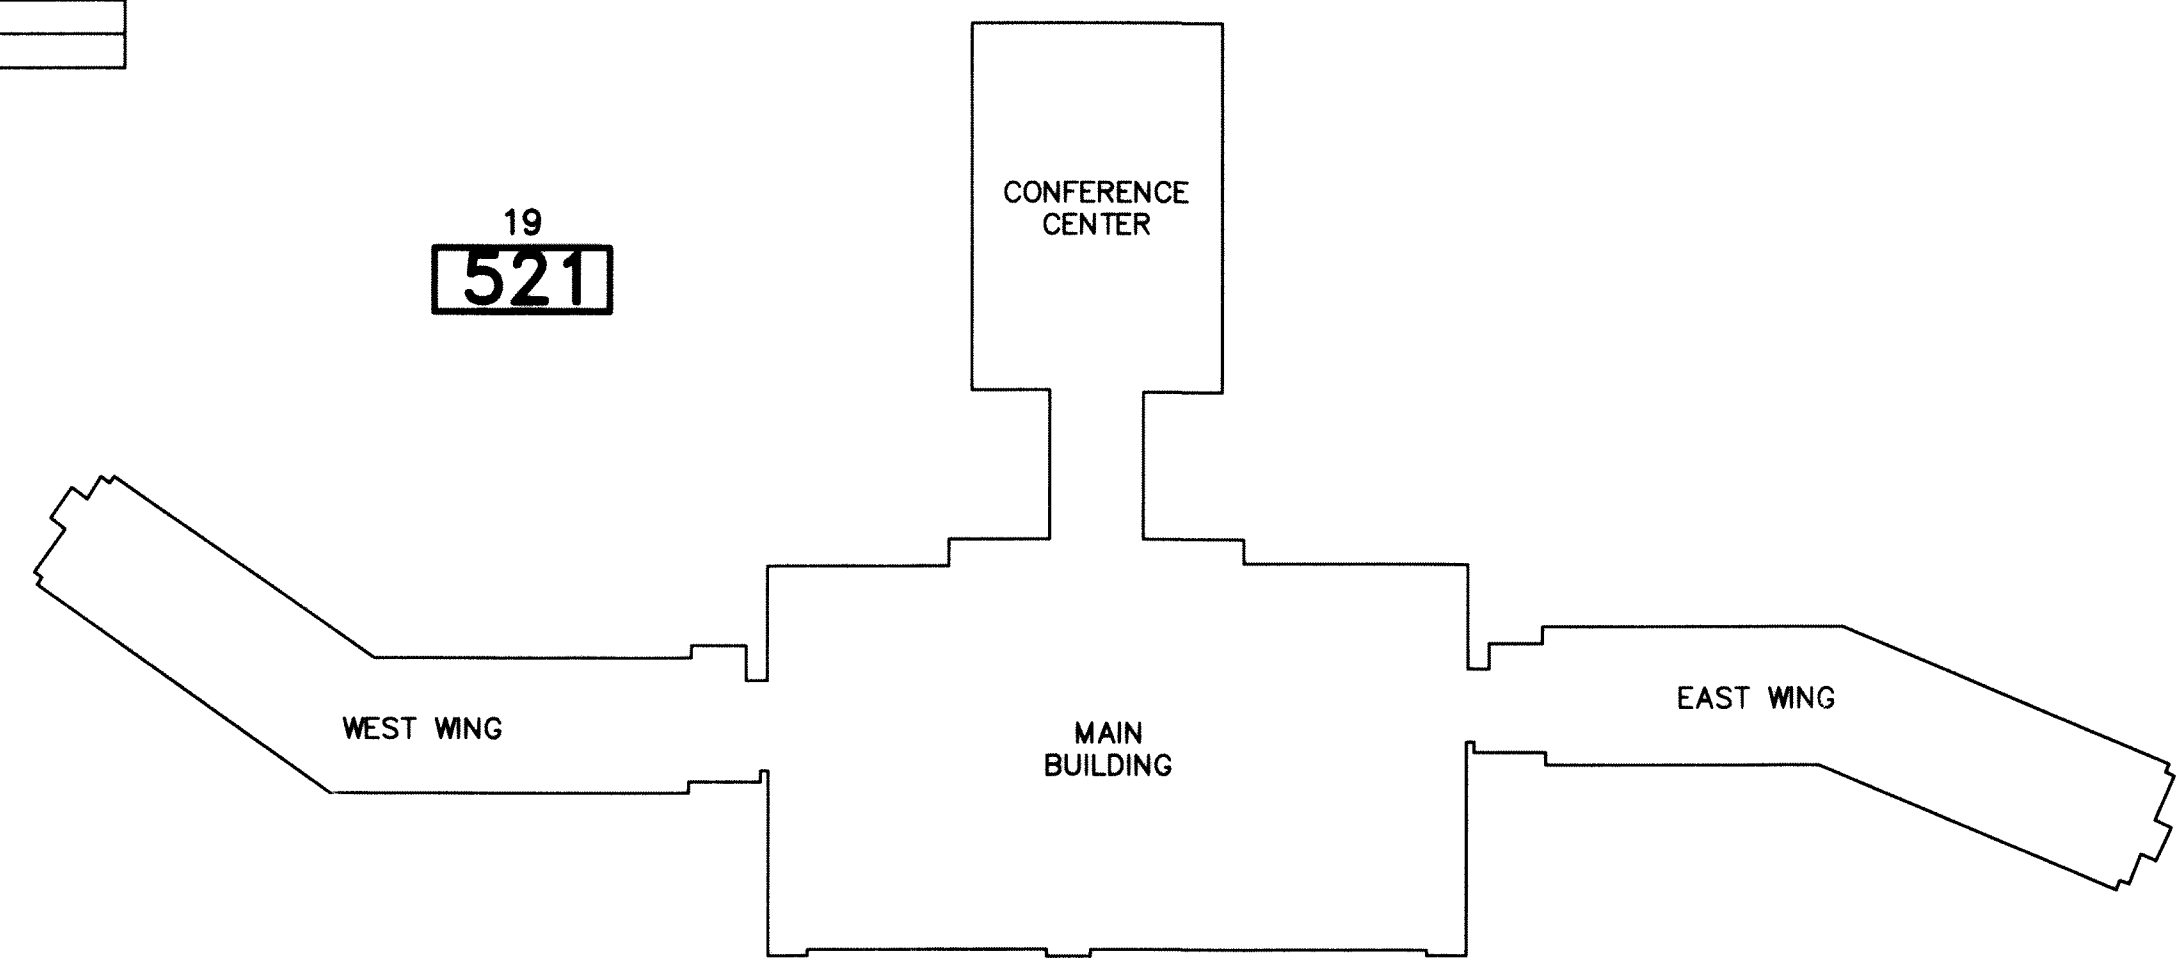 CONFERENCE
CENTER
19
521
EAST WING
WEST WING
MAIN
BUILDING